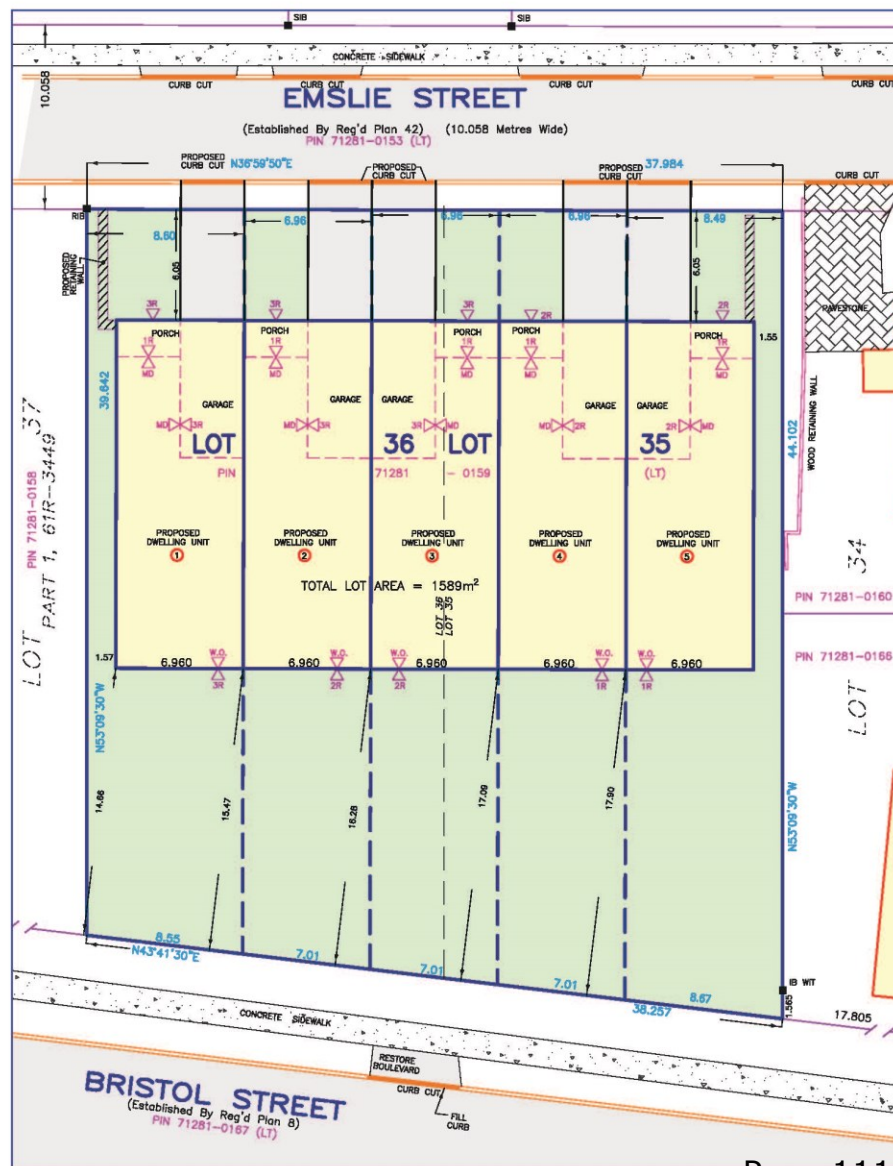 SIB
SIB
CONCRETE SIDEWALK
10.058
CURB CUT
CURB CUT
CURB CUT
CURB CUT
EMSLIE STREET
(Established By Reg'd Plan 42) (10.058 Metres Wide)
PIN 71281-0153 (LT)
PROPOSED
CURB CUT
N36°59'50"E
PROPOSED
CURB CUT
PROPOSED
CURB CUT
37.984
CURB CUT
RIB
8.60
6.96
6.96
6.96
8.49
PROPOSED
RETAINING
WALL
6.05
6.05
PAVESTONE
3R
3R
3R
2R
2R
PORCH
PORCH
PORCH
PORCH
PORCH
1.55
1R
1R
1R
1R
1R
MD
MD
MD
MD
MD
39.642
GARAGE
GARAGE
GARAGE
GARAGE
GARAGE
MD 3R
MD 3R
3R MD
MD 2R
2R MD
LOT 36 LOT 35
PIN 71281 - 0159 (LT)
44.102
WOOD RETAINING WALL
LOT 37
PART 1, 61R-3449
PIN 71281-0158
PROPOSED
DWELLING UNIT
1
PROPOSED
DWELLING UNIT
2
PROPOSED
DWELLING UNIT
3
PROPOSED
DWELLING UNIT
4
PROPOSED
DWELLING UNIT
5
TOTAL LOT AREA = 1589m²
LOT 36
LOT 35
LOT 34
PIN 71281-0160
PIN 71281-0166
1.57
W.O.
W.O.
W.O.
W.O.
W.O.
6.960
6.960
6.960
6.960
6.960
3R
2R
2R
1R
1R
N53°09'30"W
N53°09'30"W
14.66
15.47
16.28
17.09
17.90
8.55
7.01
7.01
7.01
8.67
N43°41'30"E
38.257
IB WIT
1.565
17.805
CONCRETE SIDEWALK
RESTORE
BOULEVARD
CURB CUT
FILL
CURB
BRISTOL STREET
(Established By Reg'd Plan 8)
PIN 71281-0167 (LT)